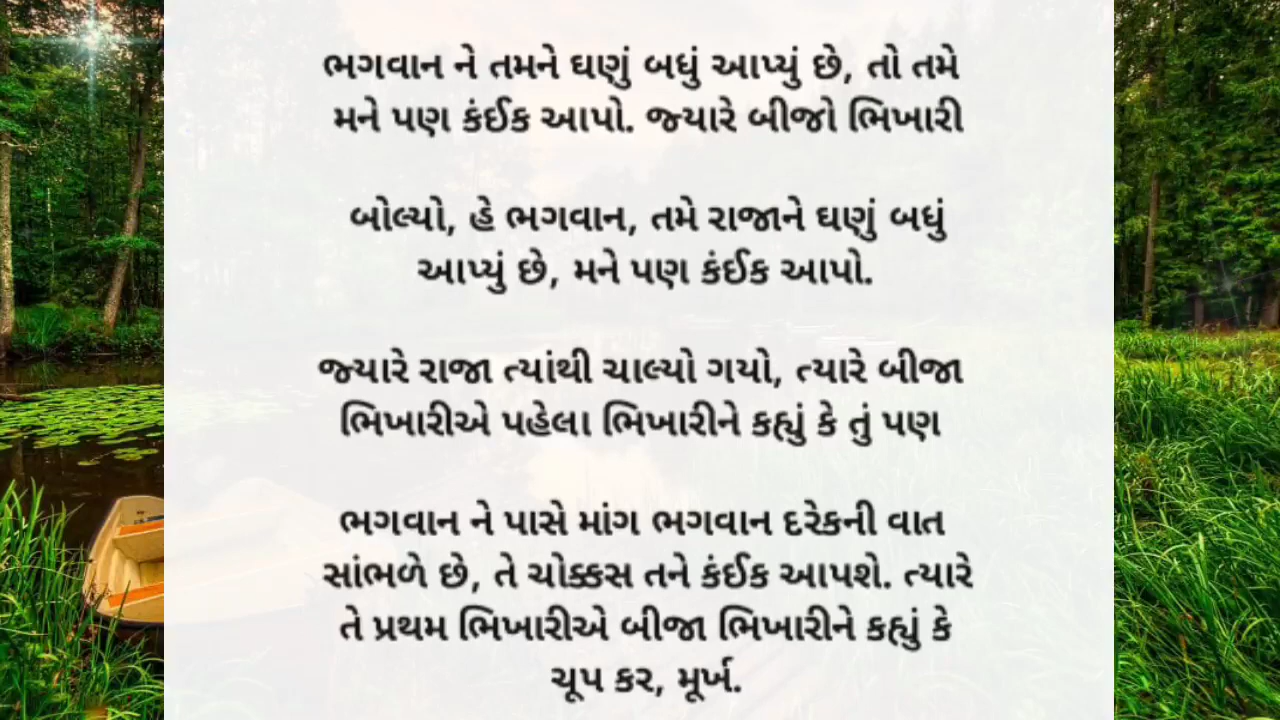 ભગવાન ને તમને ઘણું બધું આપ્યું છે, તો તમે
મને પણ કંઈક આપો. જ્યારે બીજો ભિખારી
બોલ્યો, હે ભગવાન, તમે રાજાને ઘણું બધું
આપ્યું છે, મને પણ કંઈક આપો.
જ્યારે રાજા ત્યાંથી ચાલ્યો ગયો, ત્યારે બીજા
ભિખારીએ પહેલા ભિખારીને કહ્યું કે તું પણ
ભગવાન ને પાસે માંગ ભગવાન દરેકની વાત
સાંભળે છે, તે ચોક્કસ તને કંઈક આપશે. ત્યારે
તે પ્રથમ ભિખારીએ બીજા ભિખારીને કહ્યું કે
ચૂપ કર, મૂર્ખ.